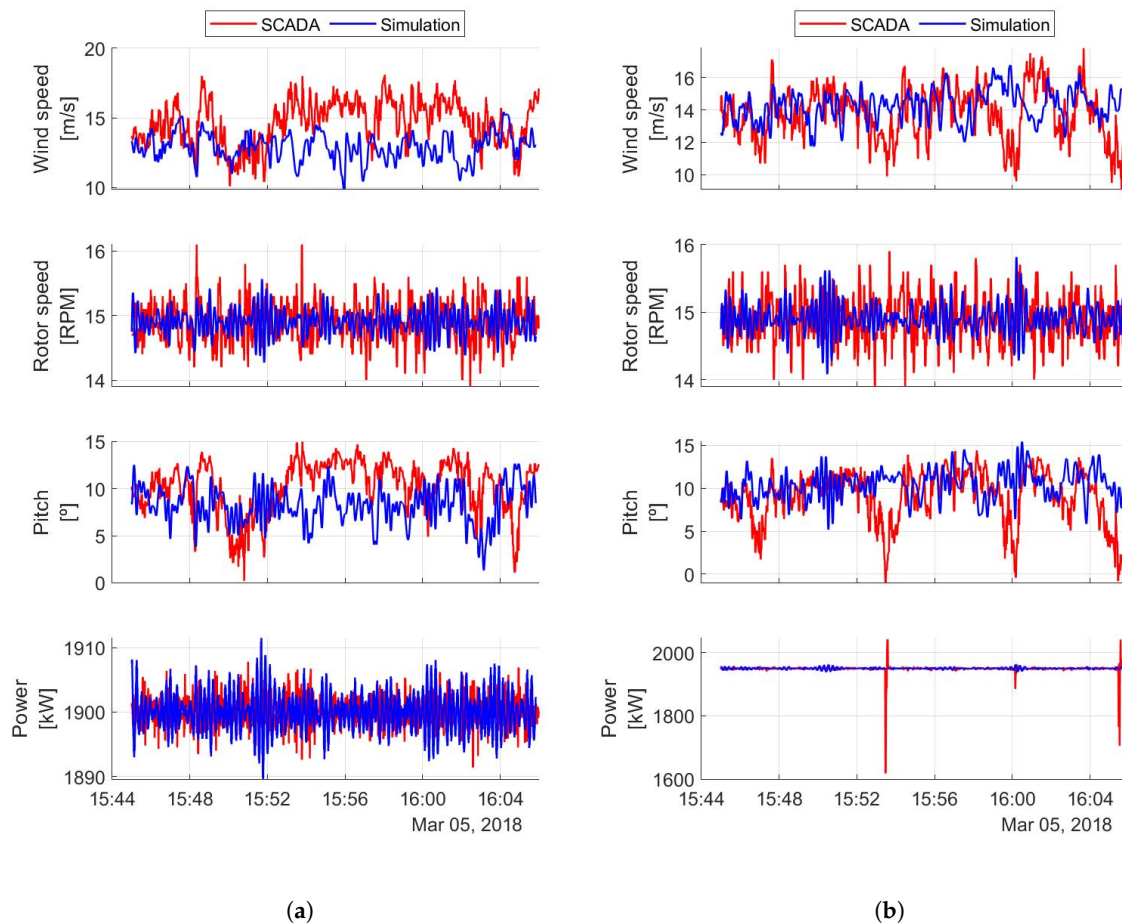 SCADA Simulation
Wind speed
[m/s]
20
15
10
Rotor speed
[RPM]
16
15
14
Pitch
[º]
15
10
5
0
Power
[kW]
1910
1900
1890
15:44 15:48 15:52 15:56 16:00 16:04
Mar 05, 2018
(a)
SCADA Simulation
Wind speed
[m/s]
16
14
12
10
Rotor speed
[RPM]
16
15
14
Pitch
[º]
15
10
5
0
Power
[kW]
2000
1800
1600
15:44 15:48 15:52 15:56 16:00 16:04
Mar 05, 2018
(b)